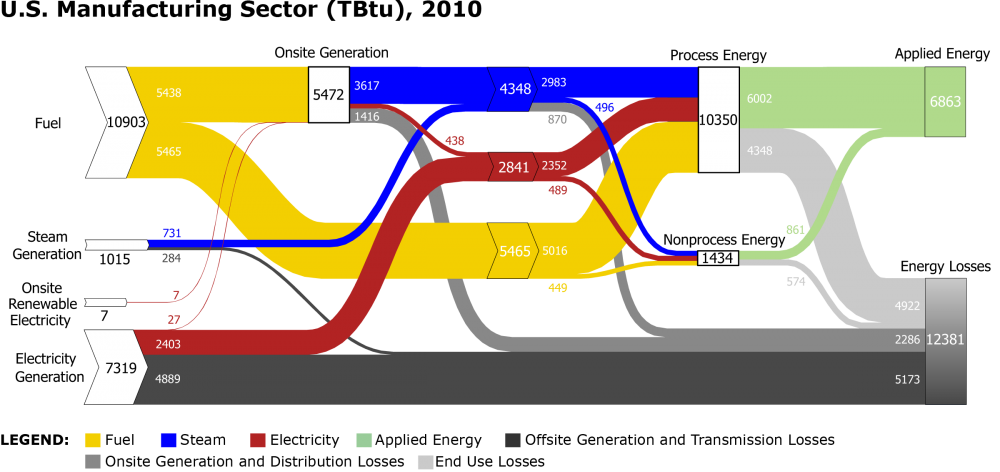 U.S. Manufacturing Sector (TBtu), 2010
Onsite Generation
Process Energy
Applied Energy
Fuel
10903
5438
5465
5472
3617
1416
4348
2983
496
870
10350
6002
4348
6863
438
2841
2352
489
Steam
Generation
1015
731
284
5465
5016
449
Nonprocess Energy
1434
861
574
Energy Losses
Onsite
Renewable
Electricity
7
7
27
Electricity
Generation
7319
2403
4889
4922
2286
12381
5173
LEGEND:
Fuel
Steam
Electricity
Applied Energy
Offsite Generation and Transmission Losses
Onsite Generation and Distribution Losses
End Use Losses